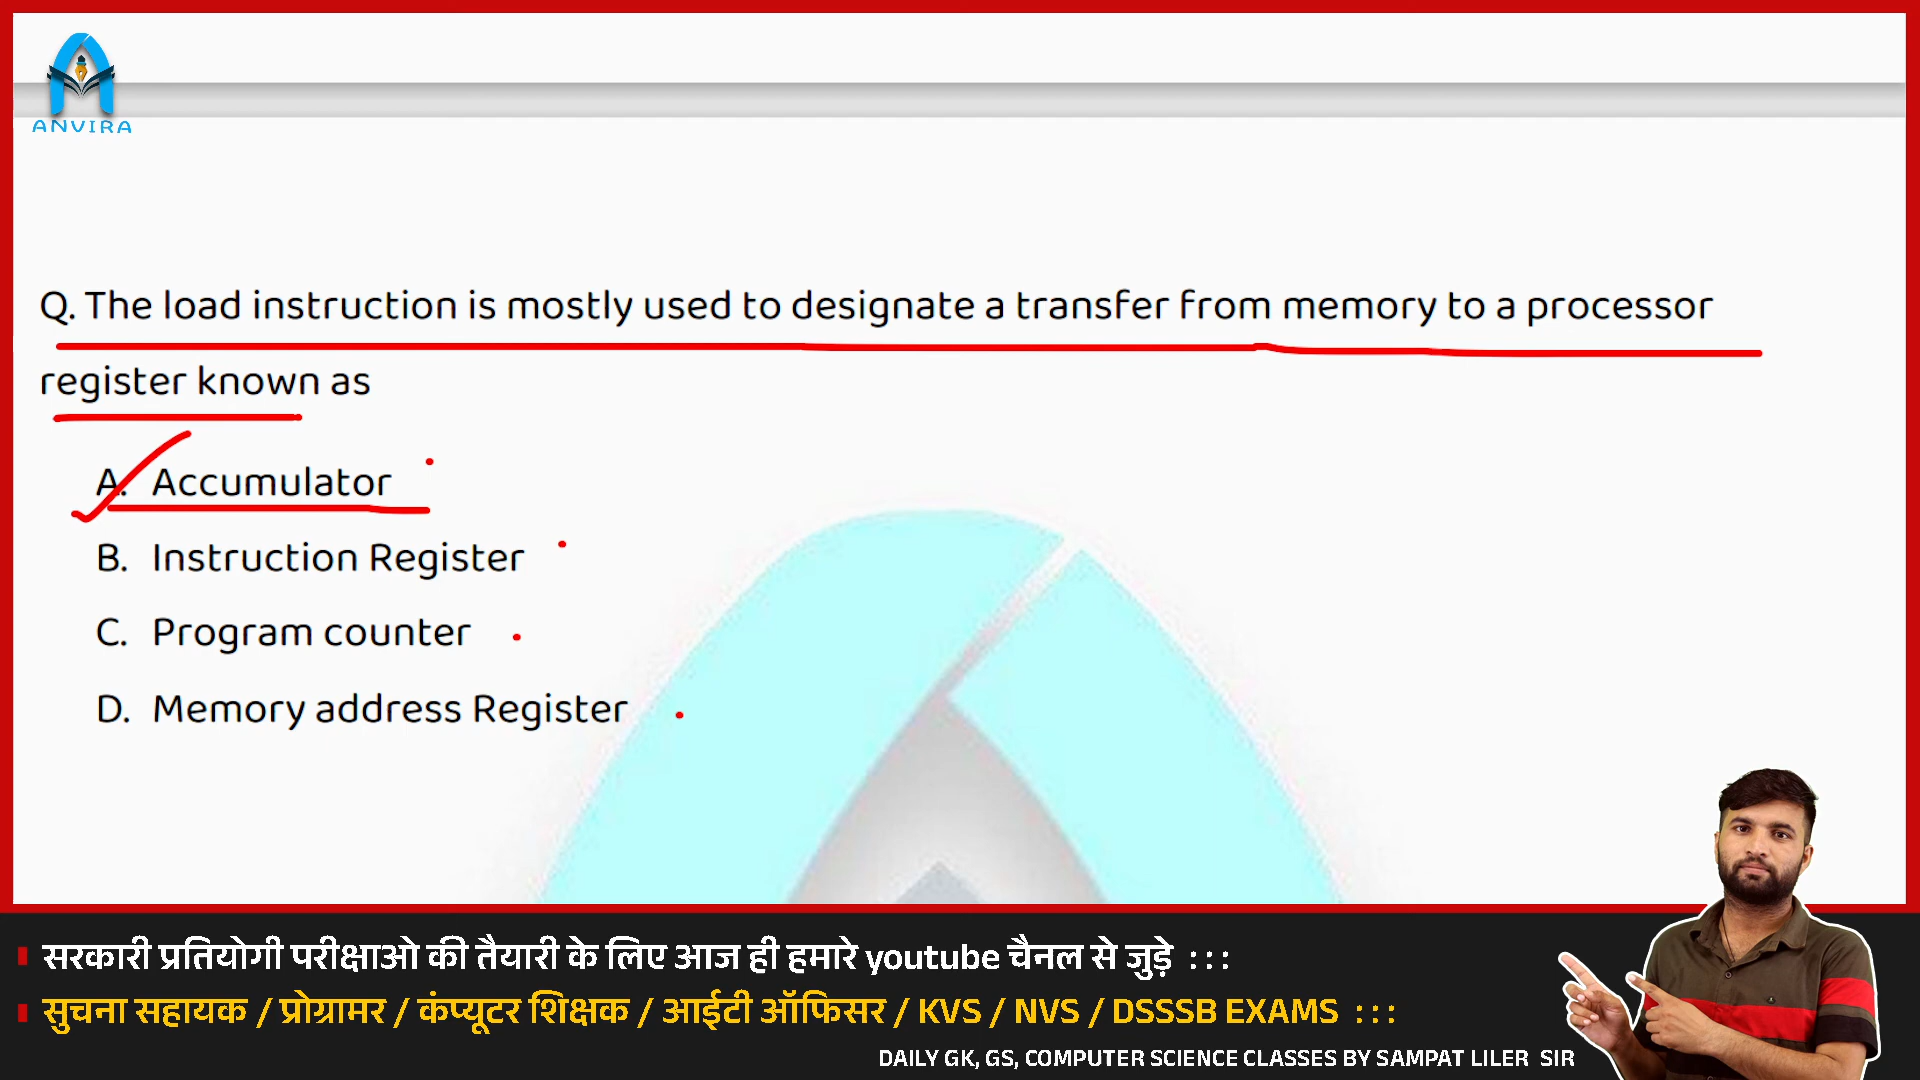 ANVIRA
Q. The load instruction is mostly used to designate a transfer from memory to a processor
register known as
A. Accumulator
B. Instruction Register
C. Program counter
D. Memory address Register
सरकारी प्रतियोगी परीक्षाओ की तैयारी के लिए आज ही हमारे youtube चैनल से जुड़े :::
सुचना सहायक / प्रोग्रामर / कंप्यूटर शिक्षक / आईटी ऑफिसर / KVS / NVS / DSSSB EXAMS :::
DAILY GK, GS, COMPUTER SCIENCE CLASSES BY SAMPAT LILER SIR